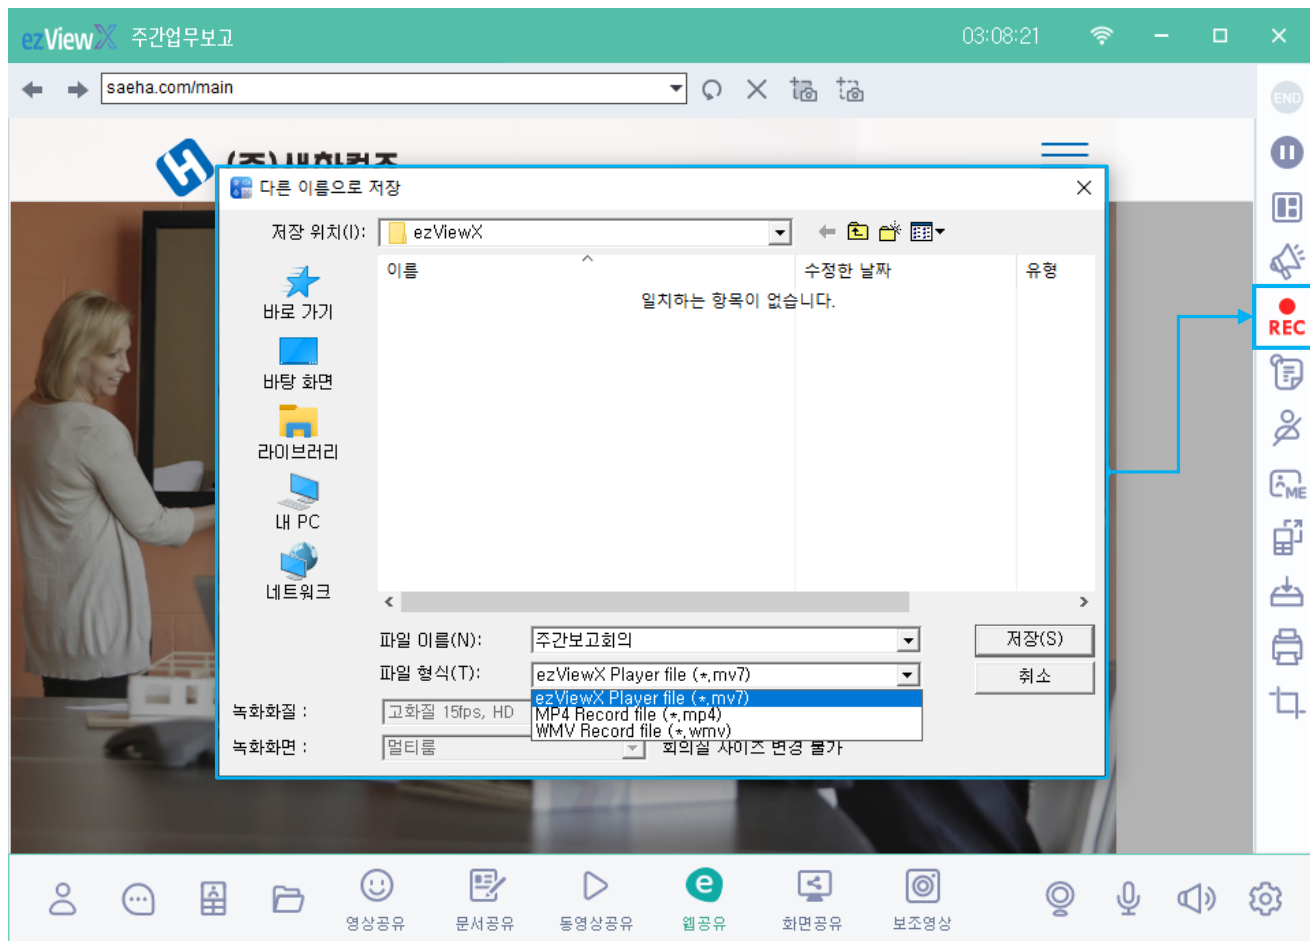 ezViewX 주간업무보고
03:08:21
saeha.com/main
END
(주)새하컴즈
다른 이름으로 저장
저장 위치(I):
ezViewX
이름
수정한 날짜
유형
일치하는 항목이 없습니다.
바로 가기
바탕 화면
라이브러리
내 PC
네트워크
REC
ME
파일 이름(N):
주간보고회의
저장(S)
파일 형식(T):
ezViewX Player file (*.mv7)
취소
ezViewX Player file (*.mv7)
MP4 Record file (*.mp4)
WMV Record file (*.wmv)
녹화화질 :
고화질 15fps, HD
녹화화면 :
멀티룸
회의실 사이즈 변경 불가
영상공유
문서공유
동영상공유
웹공유
화면공유
보조영상